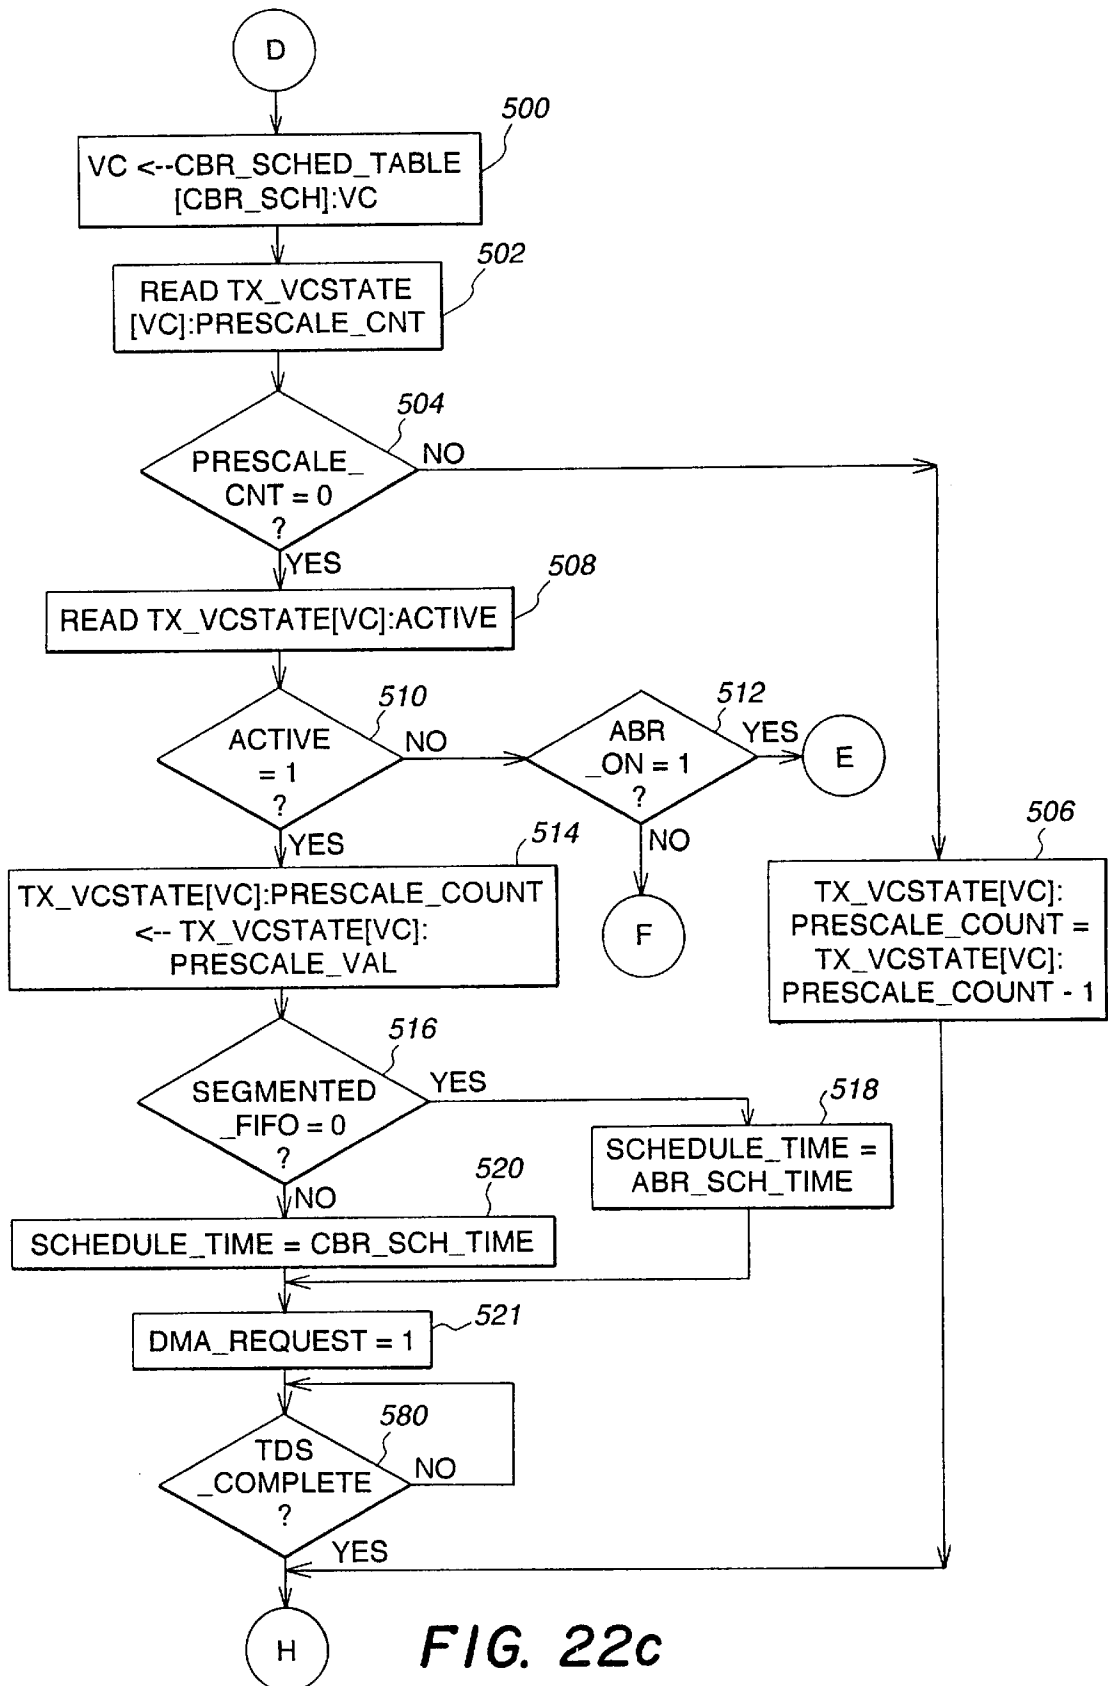 D
500
VC <--CBR_SCHED_TABLE
[CBR_SCH]:VC
502
READ TX_VCSTATE
[VC]:PRESCALE_CNT
504
PRESCALE_
CNT = 0
?
NO
YES
508
READ TX_VCSTATE[VC]:ACTIVE
510
ACTIVE
= 1
?
NO
YES
512
ABR
_ON = 1
?
YES
E
NO
F
514
TX_VCSTATE[VC]:PRESCALE_COUNT
<-- TX_VCSTATE[VC]:
PRESCALE_VAL
506
TX_VCSTATE[VC]:
PRESCALE_COUNT =
TX_VCSTATE[VC]:
PRESCALE_COUNT - 1
516
SEGMENTED
_FIFO = 0
?
YES
NO
518
SCHEDULE_TIME =
ABR_SCH_TIME
520
SCHEDULE_TIME = CBR_SCH_TIME
521
DMA_REQUEST = 1
580
TDS
_COMPLETE
?
NO
YES
H
FIG. 22c